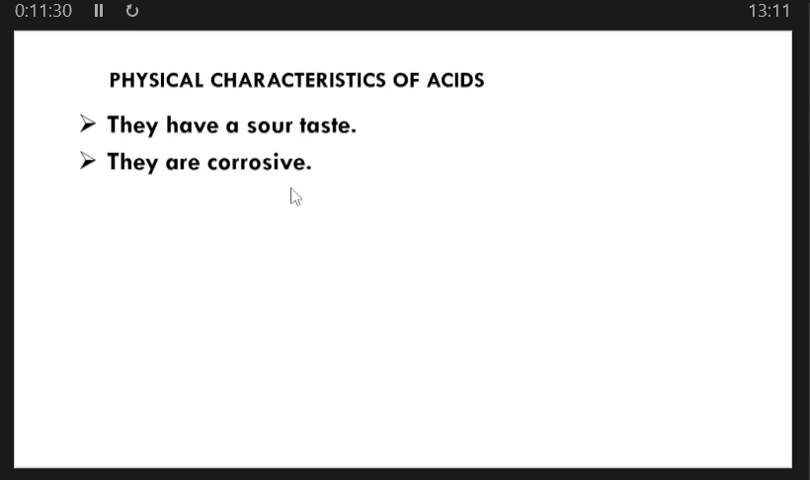 0:11:30 13:11
PHYSICAL CHARACTERISTICS OF ACIDS
➢ They have a sour taste.
➢ They are corrosive.